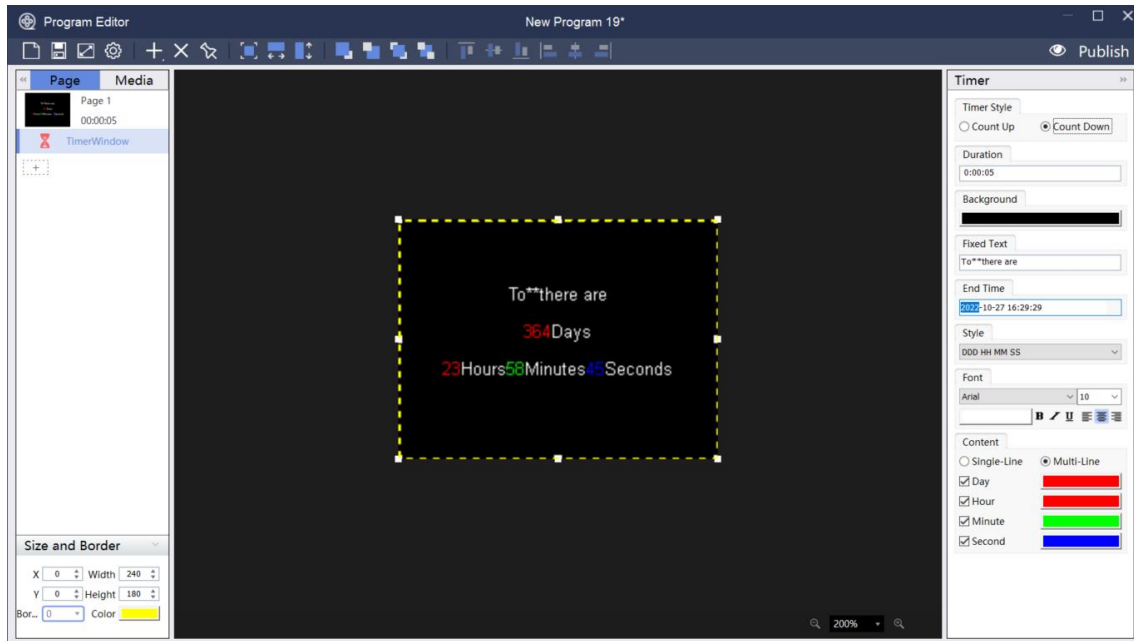 Program Editor
New Program 19*
Publish
Page
Media
Page 1
00:00:05
TimerWindow
Size and Border
X 0 Width 240
Y 0 Height 180
Bor... 0 Color
To**there are
364Days
23Hours58Minutes45Seconds
200%
Timer
Timer Style
Count Up Count Down
Duration
0:00:05
Background
Fixed Text
To**there are
End Time
2022-10-27 16:29:29
Style
DDD HH MM SS
Font
Arial 10
B I U
Content
Single-Line Multi-Line
Day
Hour
Minute
Second